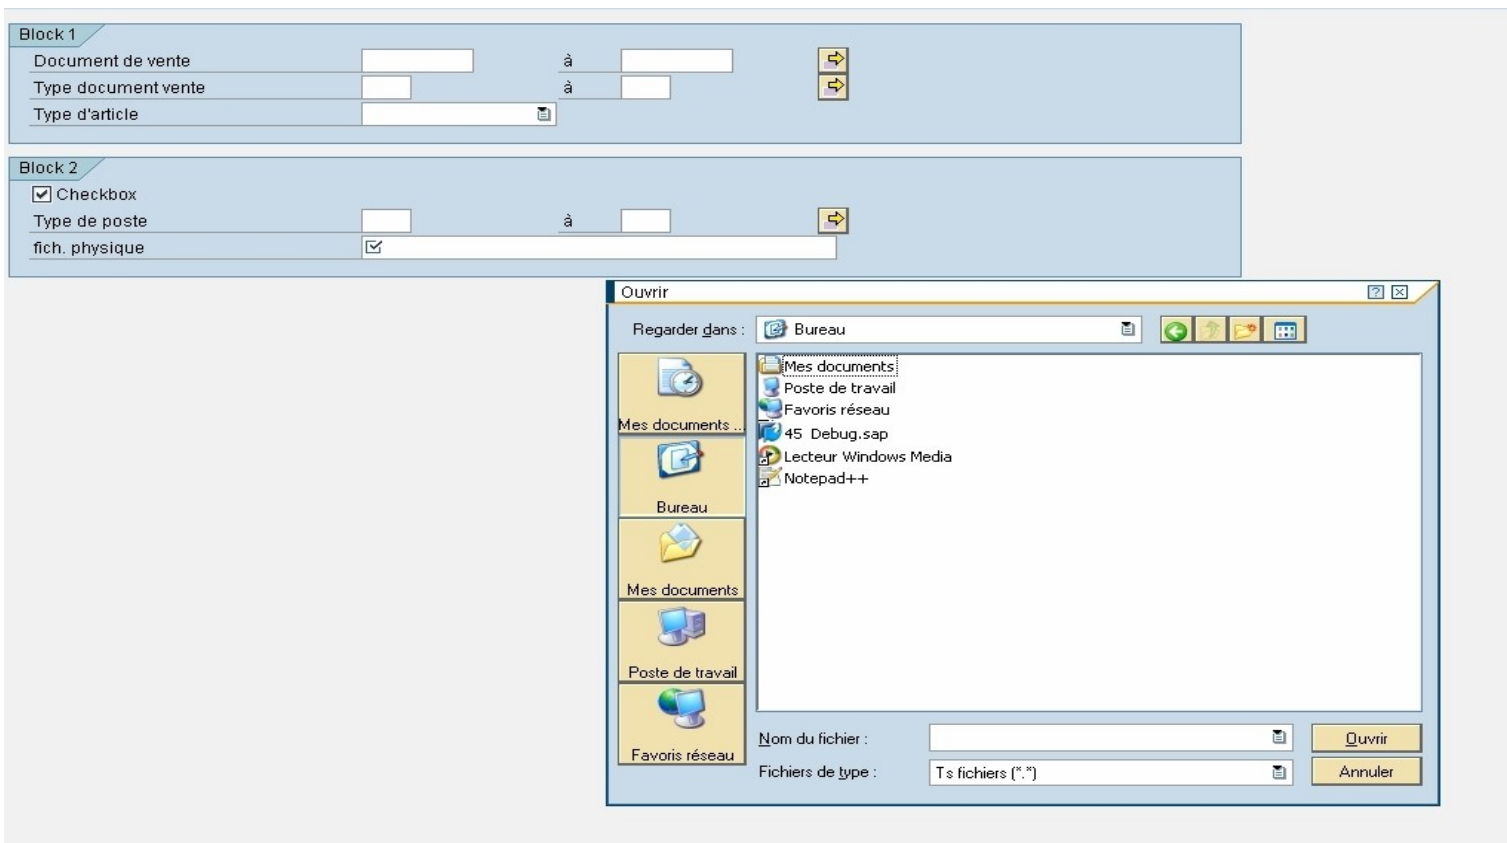 Block 1
Document de vente à
Type document vente à
Type d'article
Block 2
Checkbox
Type de poste à
fich. physique
Ouvrir
Regarder dans : Bureau
Mes documents ...
Bureau
Mes documents
Poste de travail
Favoris réseau
Mes documents
Poste de travail
Favoris réseau
45 Debug.sap
Lecteur Windows Media
Notepad++
Nom du fichier : Ouvrir
Fichiers de type : Ts fichiers (*.*) Annuler